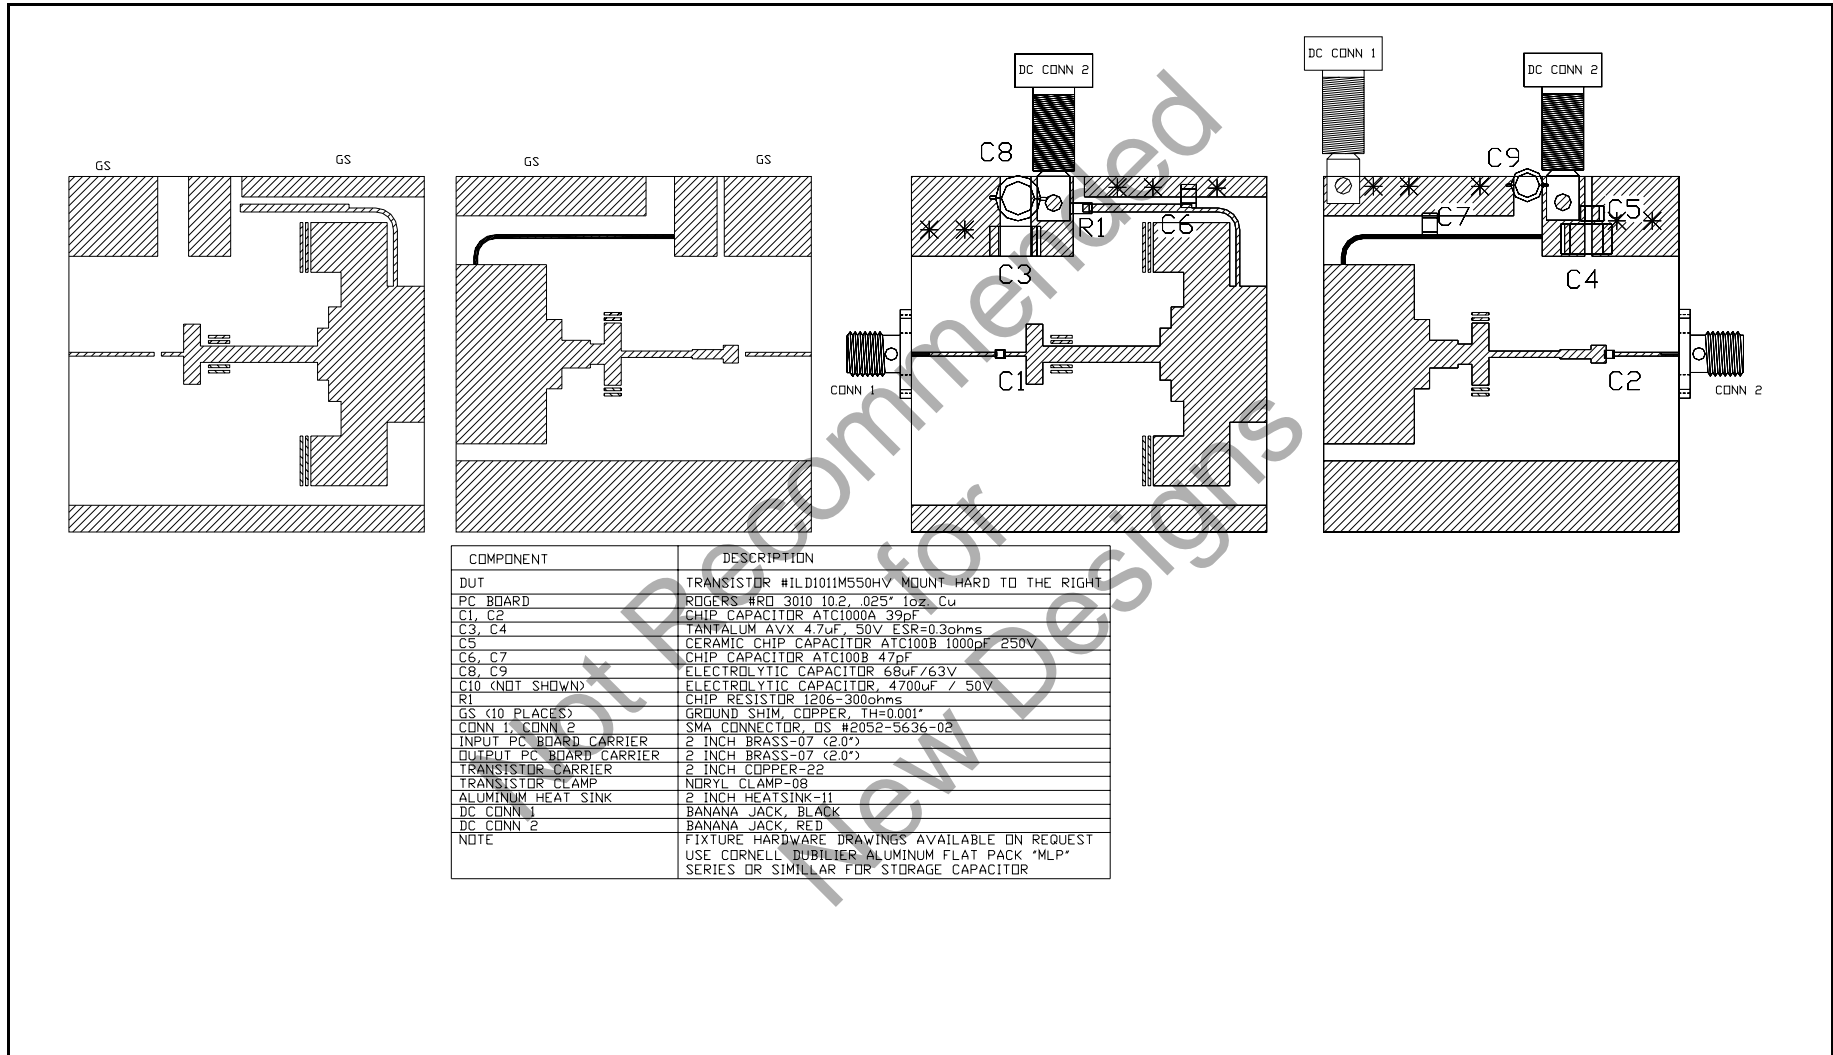 DC CONN 1
DC CONN 2
DC CONN 2
C8
C9
GS
GS
GS
GS
C7
C5
R1
C6
C3
C4
C1
C2
CONN 1
CONN 2
COMPONENT DESCRIPTION
DUT TRANSISTOR #ILD1011M550HV MOUNT HARD TO THE RIGHT
PC BOARD ROGERS #RO 3010 10.2, .025" 1oz. Cu
C1, C2 CHIP CAPACITOR ATC1000A 39pF
C3, C4 TANTALUM AVX 4.7uF, 50V ESR=0.3ohms
C5 CERAMIC CHIP CAPACITOR ATC100B 1000pF 250V
C6, C7 CHIP CAPACITOR ATC100B 47pF
C8, C9 ELECTROLYTIC CAPACITOR 68uF/63V
C10 (NOT SHOWN) ELECTROLYTIC CAPACITOR, 4700uF / 50V
R1 CHIP RESISTOR 1206-300ohms
GS (10 PLACES) GROUND SHIM, COPPER, TH=0.001"
CONN 1, CONN 2 SMA CONNECTOR, OS #2052-5636-02
INPUT PC BOARD CARRIER 2 INCH BRASS-07 (2.0")
OUTPUT PC BOARD CARRIER 2 INCH BRASS-07 (2.0")
TRANSISTOR CARRIER 2 INCH COPPER-22
TRANSISTOR CLAMP NORYL CLAMP-08
ALUMINUM HEAT SINK 2 INCH HEATSINK-11
DC CONN 1 BANANA JACK, BLACK
DC CONN 2 BANANA JACK, RED
NOTE FIXTURE HARDWARE DRAWINGS AVAILABLE ON REQUEST
USE CORNELL DUBILIER ALUMINUM FLAT PACK "MLP"
SERIES OR SIMILLAR FOR STORAGE CAPACITOR
Not Recommended
for
New Designs